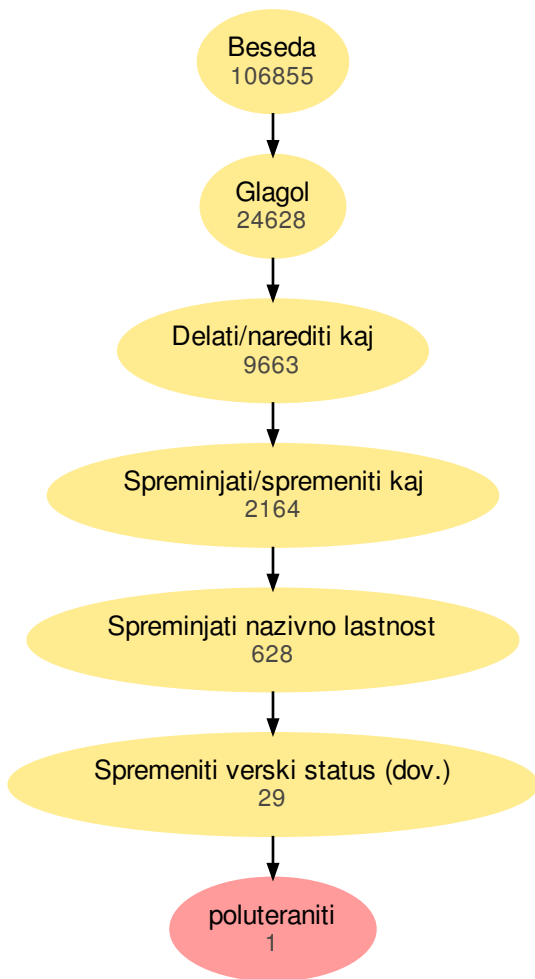 Beseda
106855
Glagol
24628
Delati/narediti kaj
9663
Spreminjati/spremeniti kaj
2164
Spreminjati nazivno lastnost
628
Spremeniti verski status (dov.)
29
poluteraniti
1